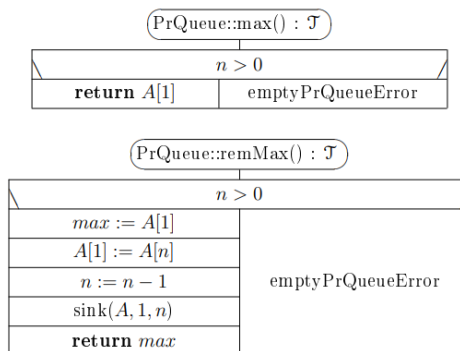 PrQueue::max() : 𝒯
n > 0
return A[1]
emptyPrQueueError
PrQueue::remMax() : 𝒯
n > 0
max := A[1]
A[1] := A[n]
n := n − 1
sink(A, 1, n)
return max
emptyPrQueueError